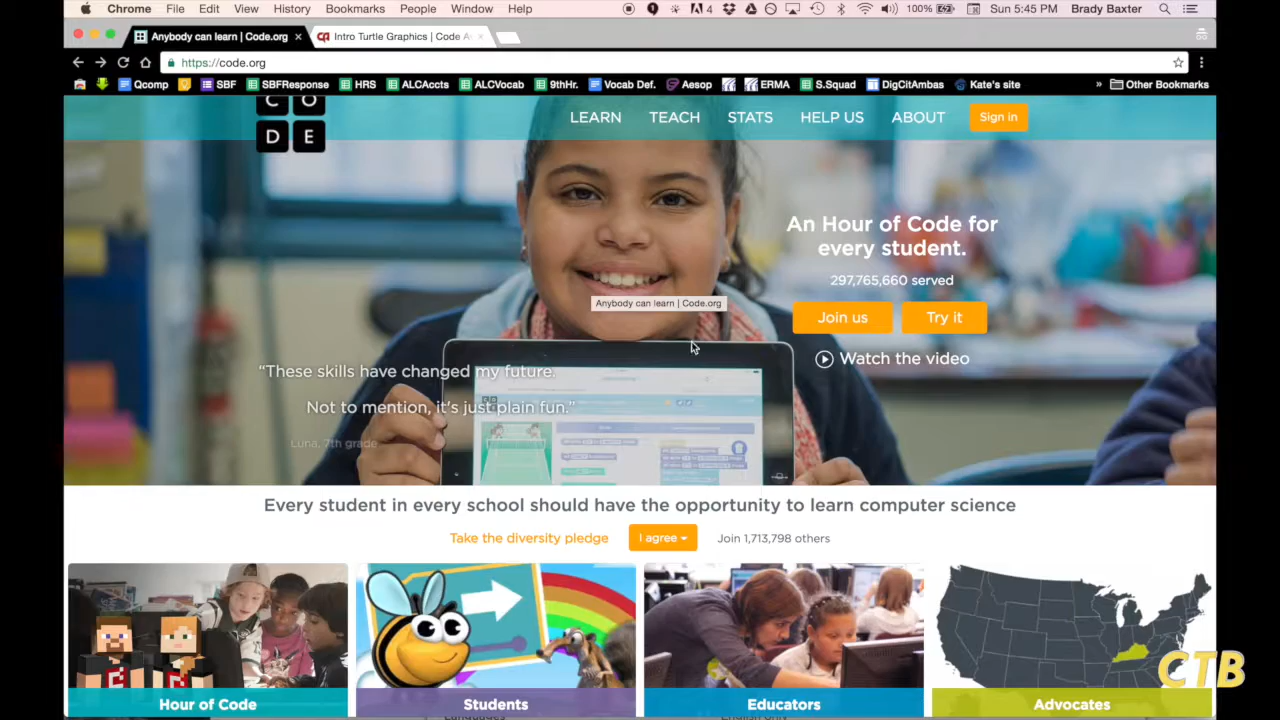 Chrome File Edit View History Bookmarks People Window Help
4
100%
Sun 5:45 PM Brady Baxter
Anybody can learn | Code.org
Intro Turtle Graphics | Code A
https://code.org
Qcomp SBF SBFResponse HRS ALCAccts ALCVocab 9thHr. Vocab Def. Aesop ERMA S.Squad DigCitAmbas Kate's site » Other Bookmarks
C O
D E
LEARN TEACH STATS HELP US ABOUT Sign in
An Hour of Code for
every student.
297,765,660 served
Anybody can learn | Code.org
Join us Try it
Watch the video
“These skills have changed my future.
Not to mention, it's just plain fun.”
Luna, 7th grade
Every student in every school should have the opportunity to learn computer science
Take the diversity pledge I agree Join 1,713,798 others
Hour of Code Students Educators Advocates
CTB